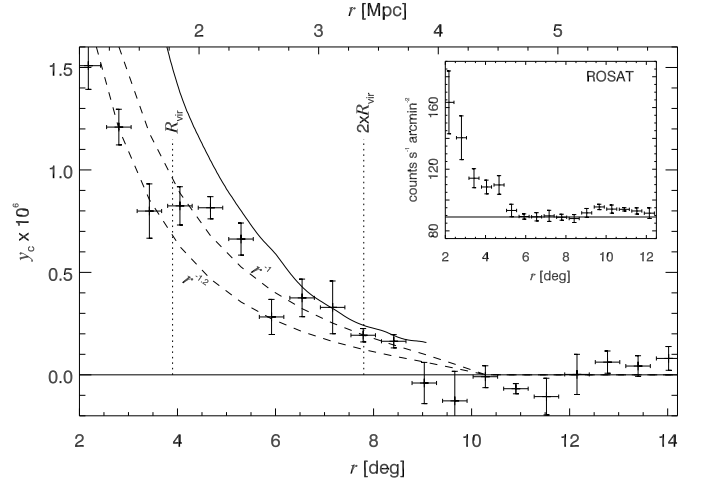 r [Mpc]
2 3 4 5
1.5
1.0
0.5
0.0
y_c x 10^6
R_vir
2xR_vir
r^-1
r^-1.2
2 4 6 8 10 12 14
r [deg]
ROSAT
160
120
80
counts s^-1 arcmin^-2
2 4 6 8 10 12
r [deg]